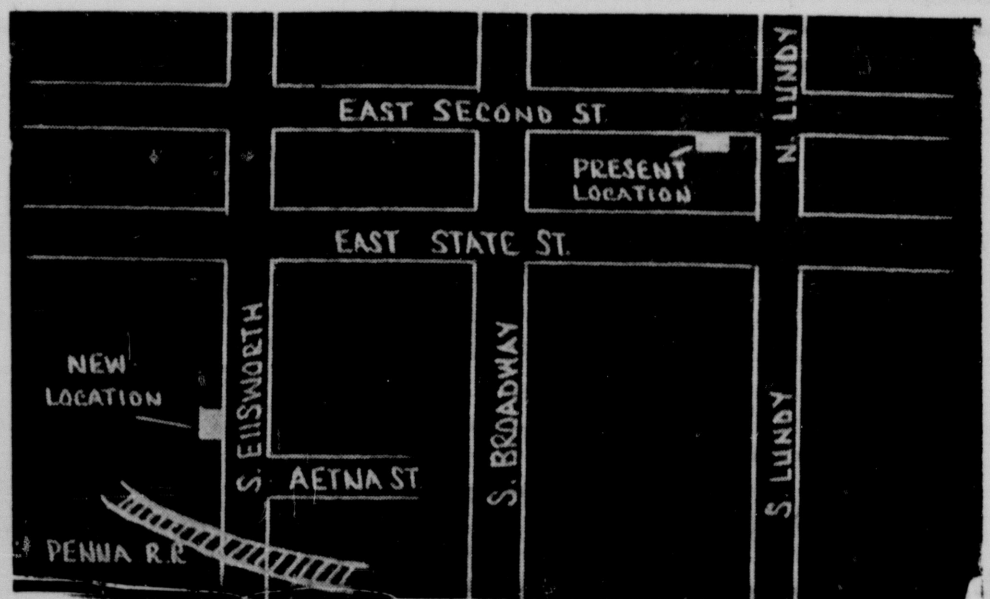 N. LUNDY
EAST SECOND ST.
PRESENT
LOCATION
EAST STATE ST.
NEW
LOCATION
S. ELLSWORTH
S. BROADWAY
S. LUNDY
AETNA ST.
PENNA R.R